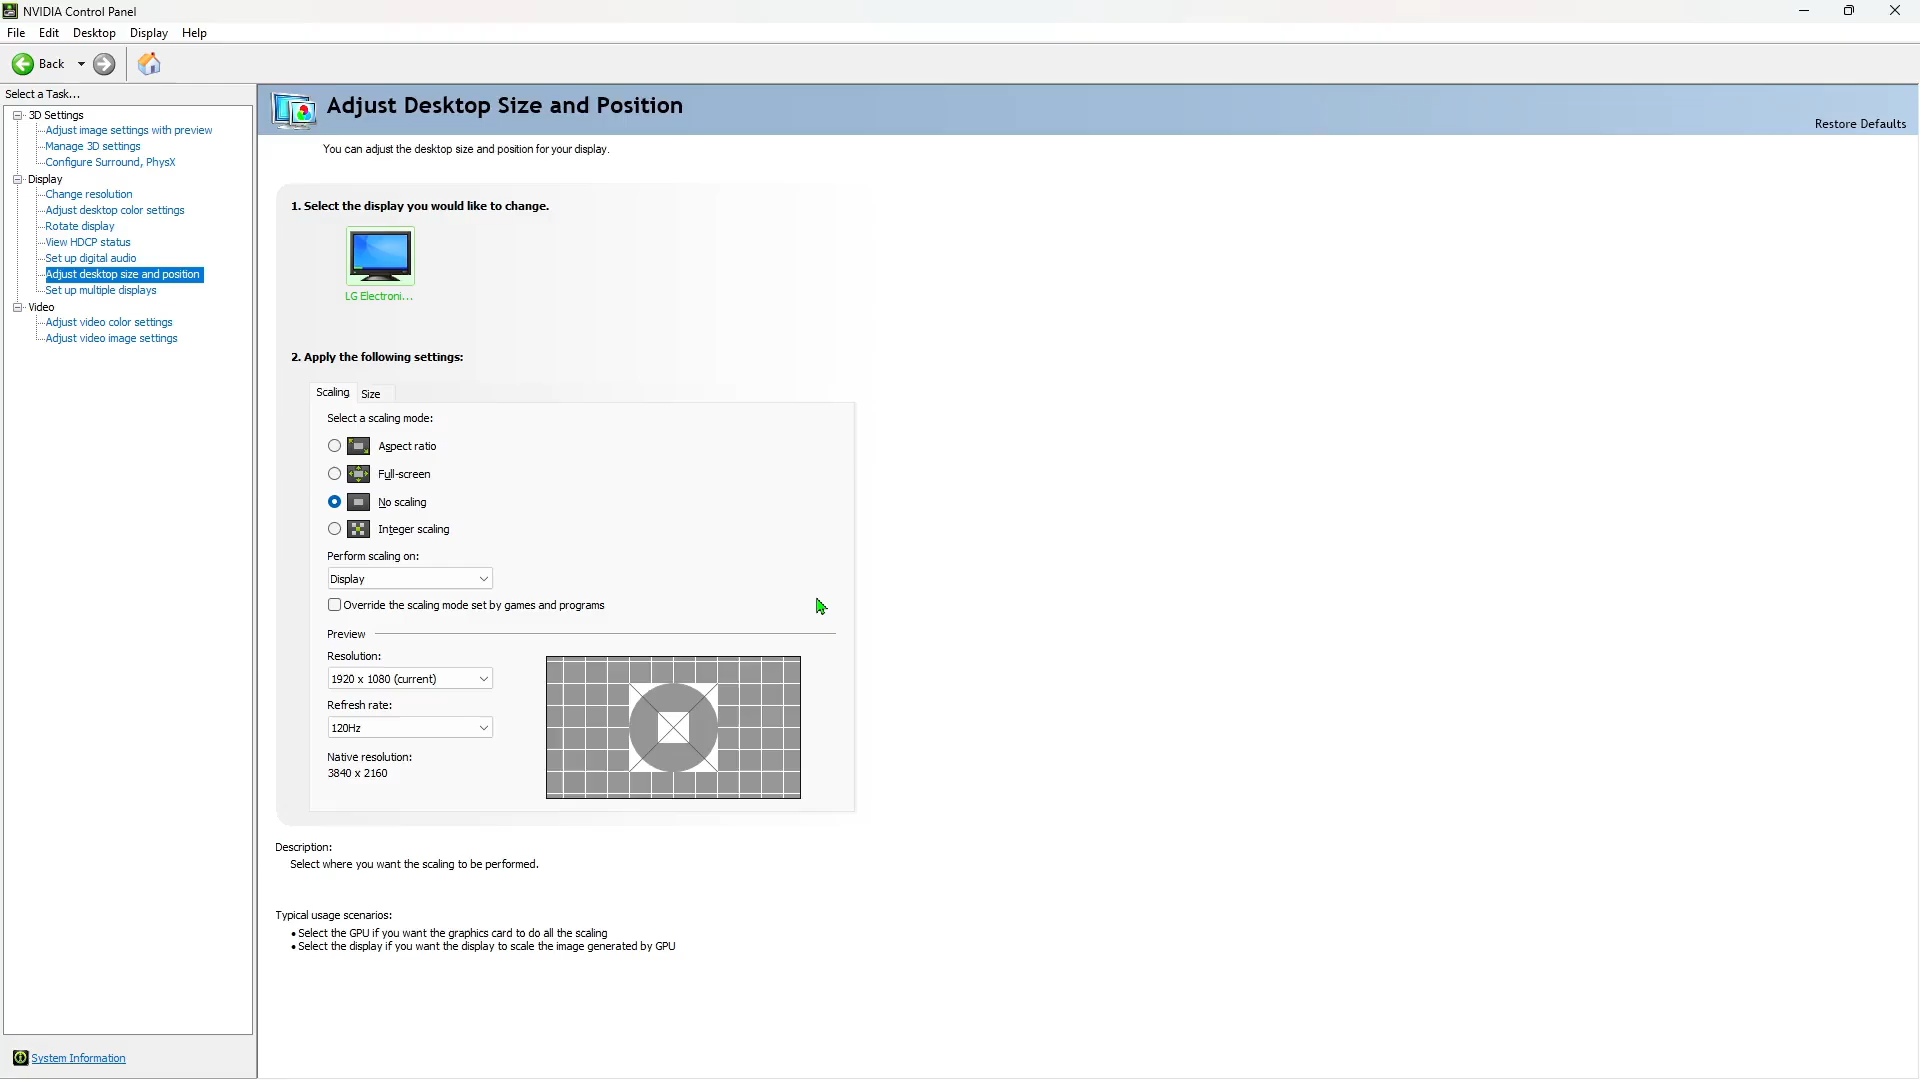 NVIDIA Control Panel
File Edit Desktop Display Help
Back
Select a Task...
3D Settings
Adjust image settings with preview
Manage 3D settings
Configure Surround, PhysX
Display
Change resolution
Adjust desktop color settings
Rotate display
View HDCP status
Set up digital audio
Adjust desktop size and position
Set up multiple displays
Video
Adjust video color settings
Adjust video image settings
System Information
Adjust Desktop Size and Position
Restore Defaults
You can adjust the desktop size and position for your display.
1. Select the display you would like to change.
LG Electroni...
2. Apply the following settings:
Scaling Size
Select a scaling mode:
Aspect ratio
Full-screen
No scaling
Integer scaling
Perform scaling on:
Display
Override the scaling mode set by games and programs
Preview
Resolution:
1920 x 1080 (current)
Refresh rate:
120Hz
Native resolution:
3840 x 2160
Description:
Select where you want the scaling to be performed.
Typical usage scenarios:
• Select the GPU if you want the graphics card to do all the scaling
• Select the display if you want the display to scale the image generated by GPU